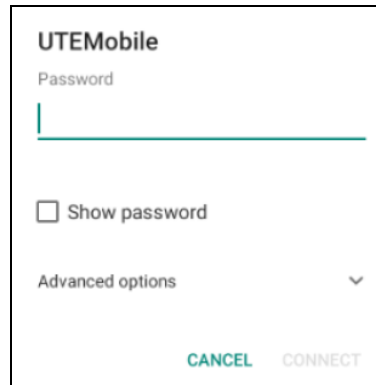 UTEMobile
Password
Show password
Advanced options
CANCEL CONNECT